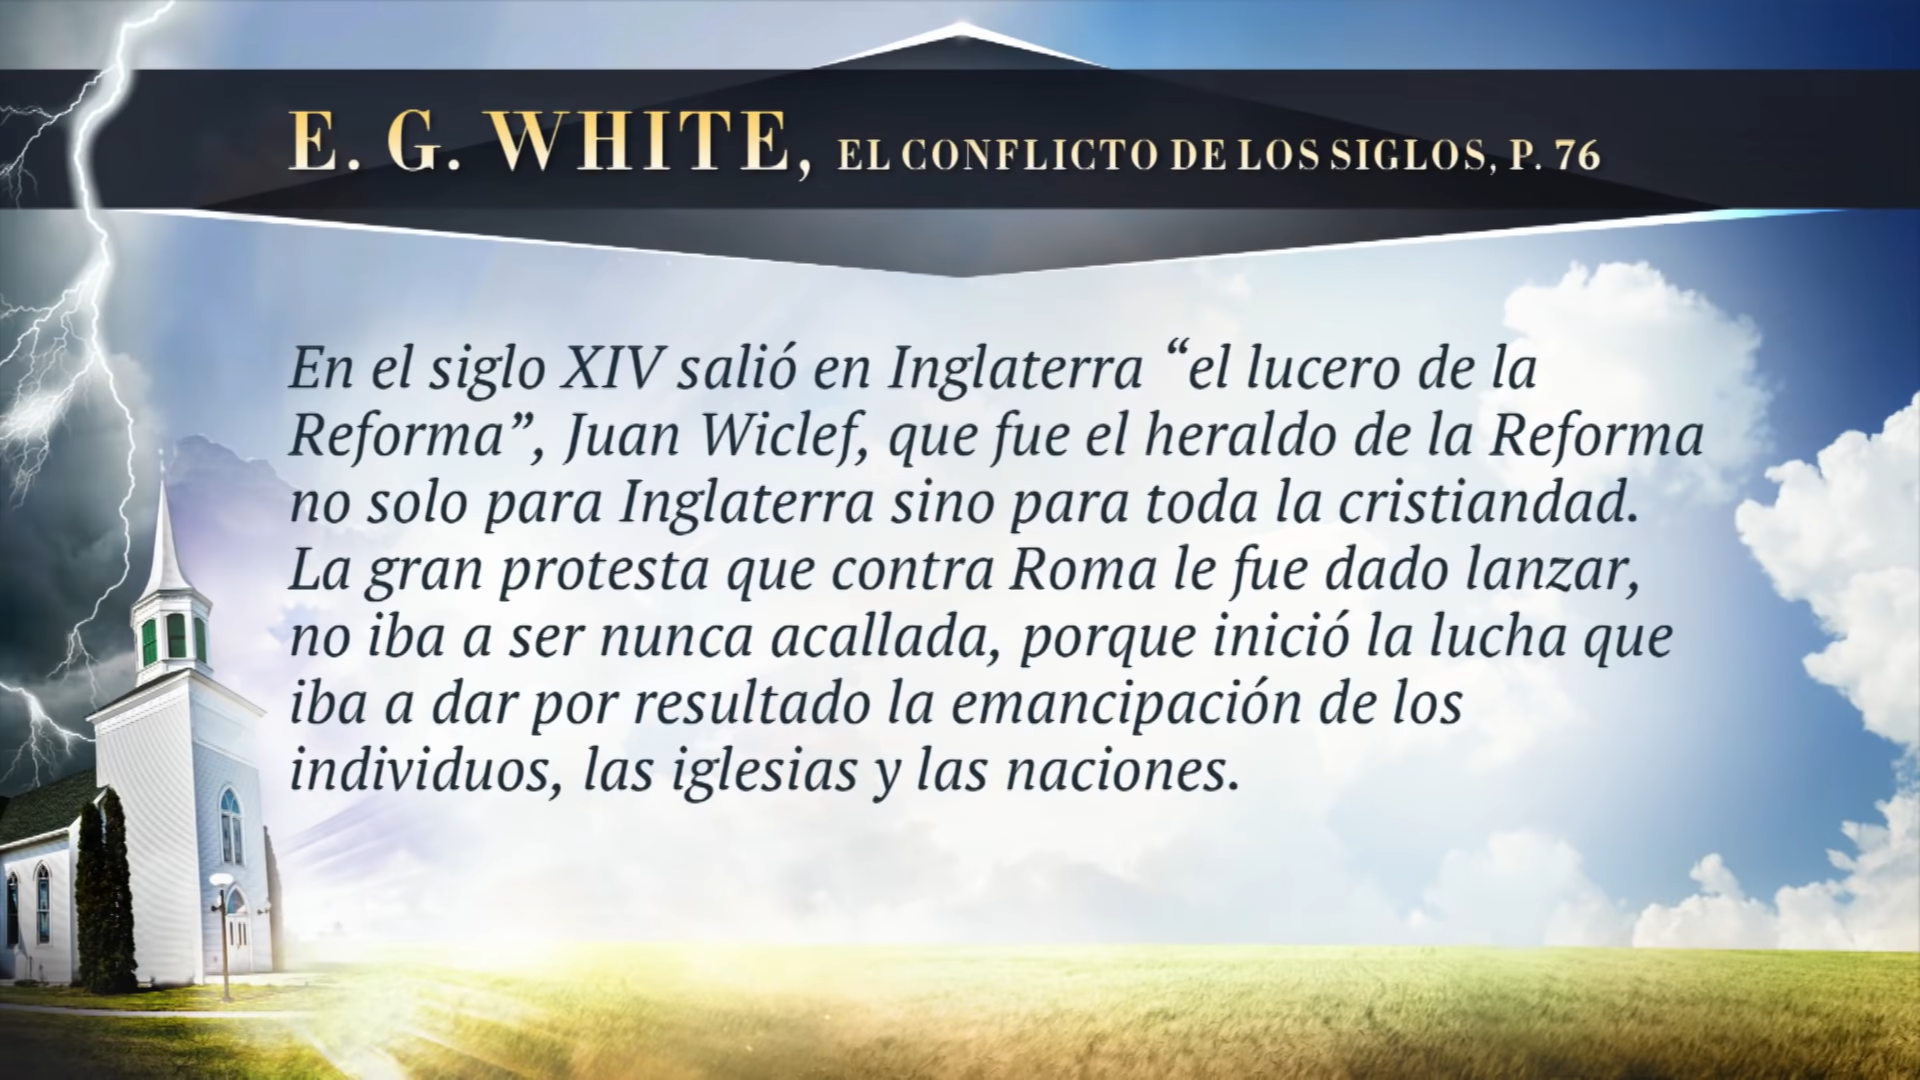 E. G. WHITE, EL CONFLICTO DE LOS SIGLOS, P. 76
En el siglo XIV salió en Inglaterra “el lucero de la
Reforma”, Juan Wiclef, que fue el heraldo de la Reforma
no solo para Inglaterra sino para toda la cristiandad.
La gran protesta que contra Roma le fue dado lanzar,
no iba a ser nunca acallada, porque inició la lucha que
iba a dar por resultado la emancipación de los
individuos, las iglesias y las naciones.